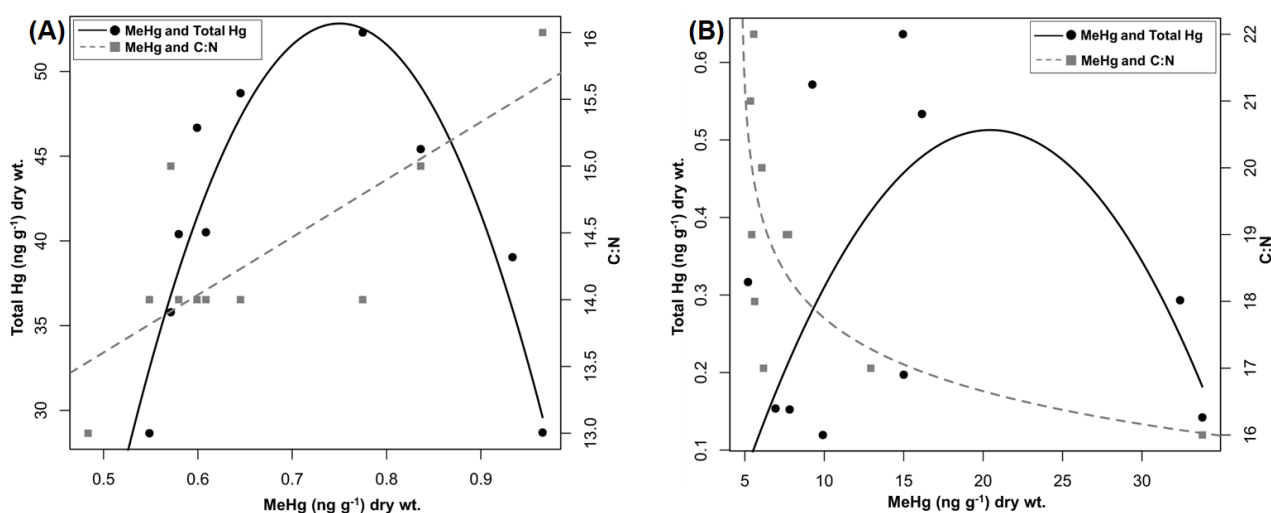 (A)
MeHg and Total Hg
MeHg and C:N
50
45
40
35
30
Total Hg (ng g⁻¹) dry wt.
16
15.5
15.0
14.5
14.0
13.5
13.0
C:N
0.5 0.6 0.7 0.8 0.9
MeHg (ng g⁻¹) dry wt.
(B)
MeHg and Total Hg
MeHg and C:N
0.6
0.5
0.4
0.3
0.2
0.1
Total Hg (ng g⁻¹) dry wt.
22
21
20
19
18
17
16
C:N
5 10 15 20 25 30
MeHg (ng g⁻¹) dry wt.